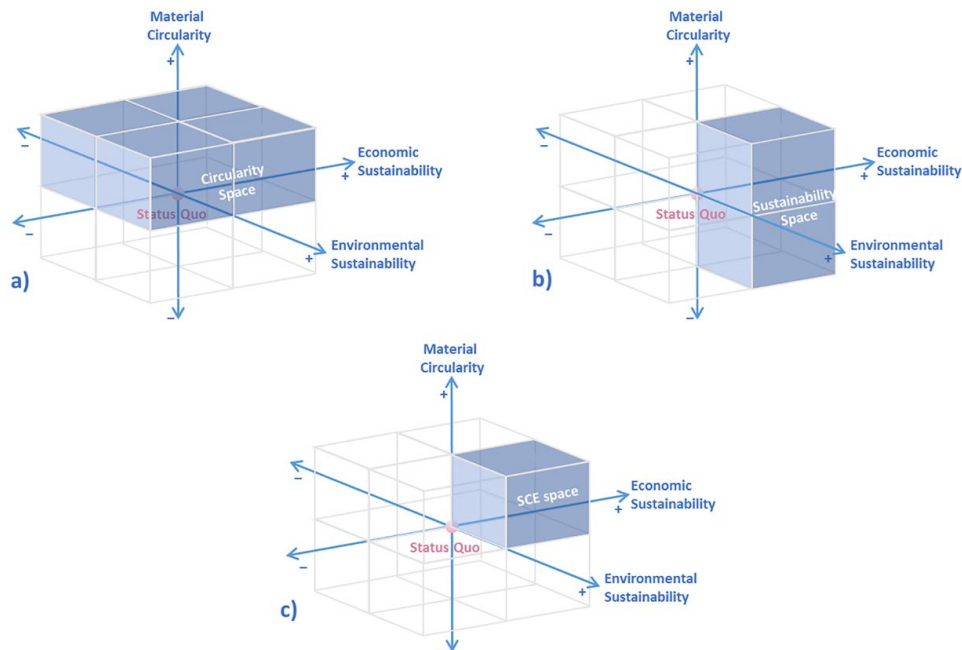 Material
Circularity
+
−
Economic
Sustainability
+
Circularity
Space
Status Quo
−
Environmental
Sustainability
+
−
a)
Material
Circularity
+
−
Economic
Sustainability
+
Sustainability
Space
Status Quo
−
Environmental
Sustainability
+
−
b)
Material
Circularity
+
−
SCE space
Economic
Sustainability
+
Status Quo
−
Environmental
Sustainability
+
c)